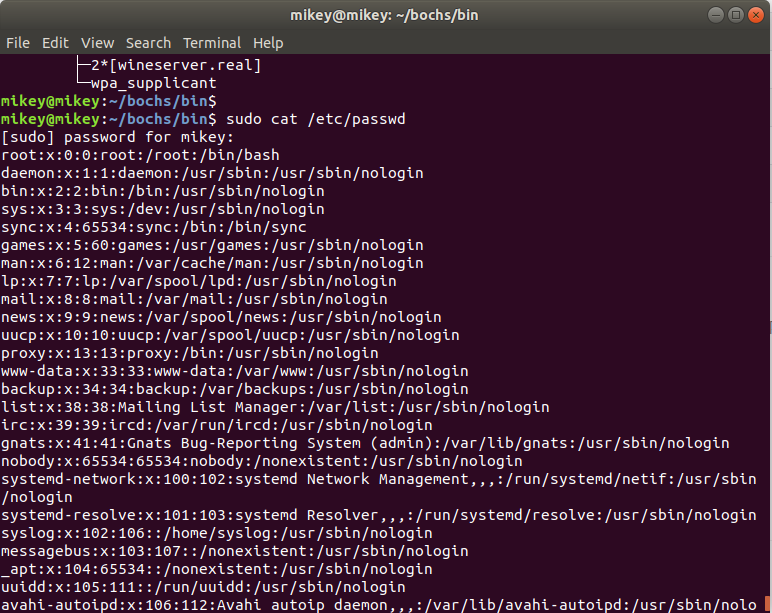 mikey@mikey: ~/bochs/bin
File Edit View Search Terminal Help
├─2*[wineserver.real]
└─wpa_supplicant
mikey@mikey:~/bochs/bin$
mikey@mikey:~/bochs/bin$ sudo cat /etc/passwd
[sudo] password for mikey:
root:x:0:0:root:/root:/bin/bash
daemon:x:1:1:daemon:/usr/sbin:/usr/sbin/nologin
bin:x:2:2:bin:/bin:/usr/sbin/nologin
sys:x:3:3:sys:/dev:/usr/sbin/nologin
sync:x:4:65534:sync:/bin:/bin/sync
games:x:5:60:games:/usr/games:/usr/sbin/nologin
man:x:6:12:man:/var/cache/man:/usr/sbin/nologin
lp:x:7:7:lp:/var/spool/lpd:/usr/sbin/nologin
mail:x:8:8:mail:/var/mail:/usr/sbin/nologin
news:x:9:9:news:/var/spool/news:/usr/sbin/nologin
uucp:x:10:10:uucp:/var/spool/uucp:/usr/sbin/nologin
proxy:x:13:13:proxy:/bin:/usr/sbin/nologin
www-data:x:33:33:www-data:/var/www:/usr/sbin/nologin
backup:x:34:34:backup:/var/backups:/usr/sbin/nologin
list:x:38:38:Mailing List Manager:/var/list:/usr/sbin/nologin
irc:x:39:39:ircd:/var/run/ircd:/usr/sbin/nologin
gnats:x:41:41:Gnats Bug-Reporting System (admin):/var/lib/gnats:/usr/sbin/nologin
nobody:x:65534:65534:nobody:/nonexistent:/usr/sbin/nologin
systemd-network:x:100:102:systemd Network Management,,,:/run/systemd/netif:/usr/sbin
/nologin
systemd-resolve:x:101:103:systemd Resolver,,,:/run/systemd/resolve:/usr/sbin/nologin
syslog:x:102:106::/home/syslog:/usr/sbin/nologin
messagebus:x:103:107::/nonexistent:/usr/sbin/nologin
_apt:x:104:65534::/nonexistent:/usr/sbin/nologin
uuidd:x:105:111::/run/uuidd:/usr/sbin/nologin
avahi-autoipd:x:106:112:Avahi autoip daemon,,,:/var/lib/avahi-autoipd:/usr/sbin/nolo